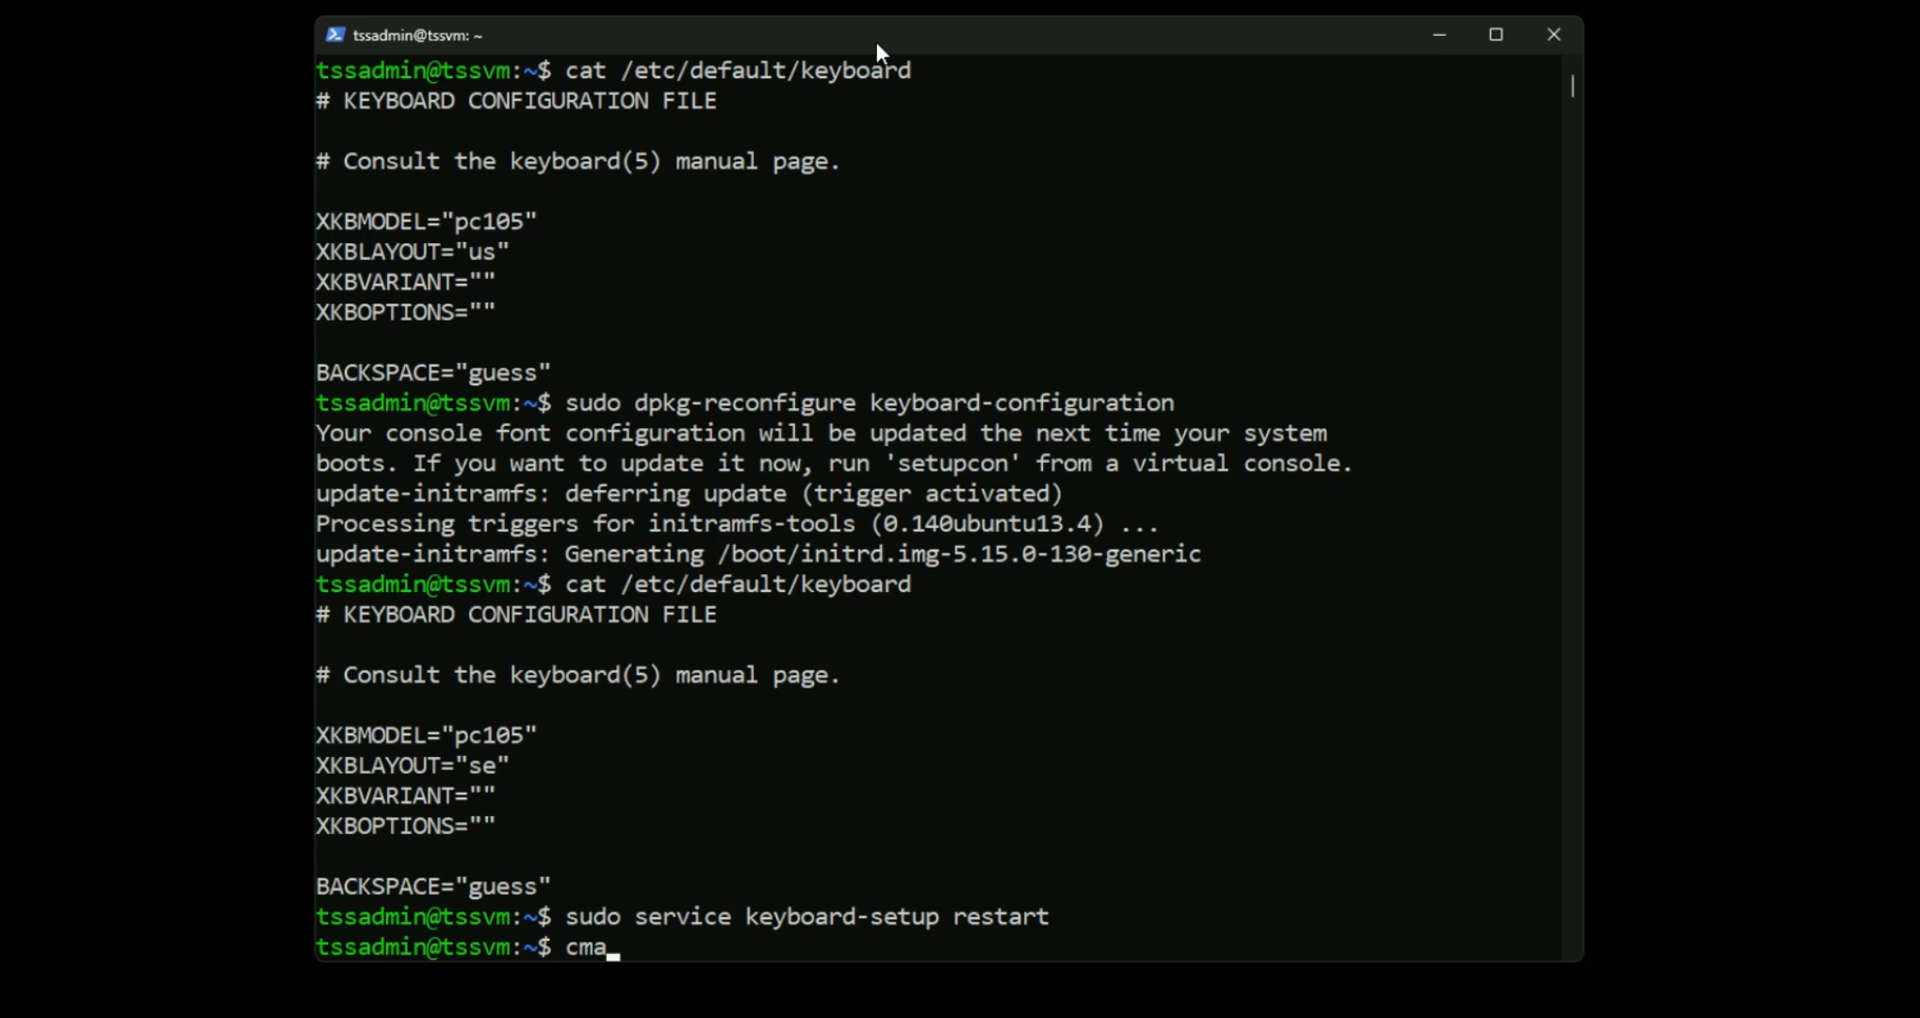 tssadmin@tssvm: ~
tssadmin@tssvm:~$ cat /etc/default/keyboard
# KEYBOARD CONFIGURATION FILE
# Consult the keyboard(5) manual page.
XKBMODEL="pc105"
XKBLAYOUT="us"
XKBVARIANT=""
XKBOPTIONS=""
BACKSPACE="guess"
tssadmin@tssvm:~$ sudo dpkg-reconfigure keyboard-configuration
Your console font configuration will be updated the next time your system
boots. If you want to update it now, run 'setupcon' from a virtual console.
update-initramfs: deferring update (trigger activated)
Processing triggers for initramfs-tools (0.140ubuntu13.4) ...
update-initramfs: Generating /boot/initrd.img-5.15.0-130-generic
tssadmin@tssvm:~$ cat /etc/default/keyboard
# KEYBOARD CONFIGURATION FILE
# Consult the keyboard(5) manual page.
XKBMODEL="pc105"
XKBLAYOUT="se"
XKBVARIANT=""
XKBOPTIONS=""
BACKSPACE="guess"
tssadmin@tssvm:~$ sudo service keyboard-setup restart
tssadmin@tssvm:~$ cma